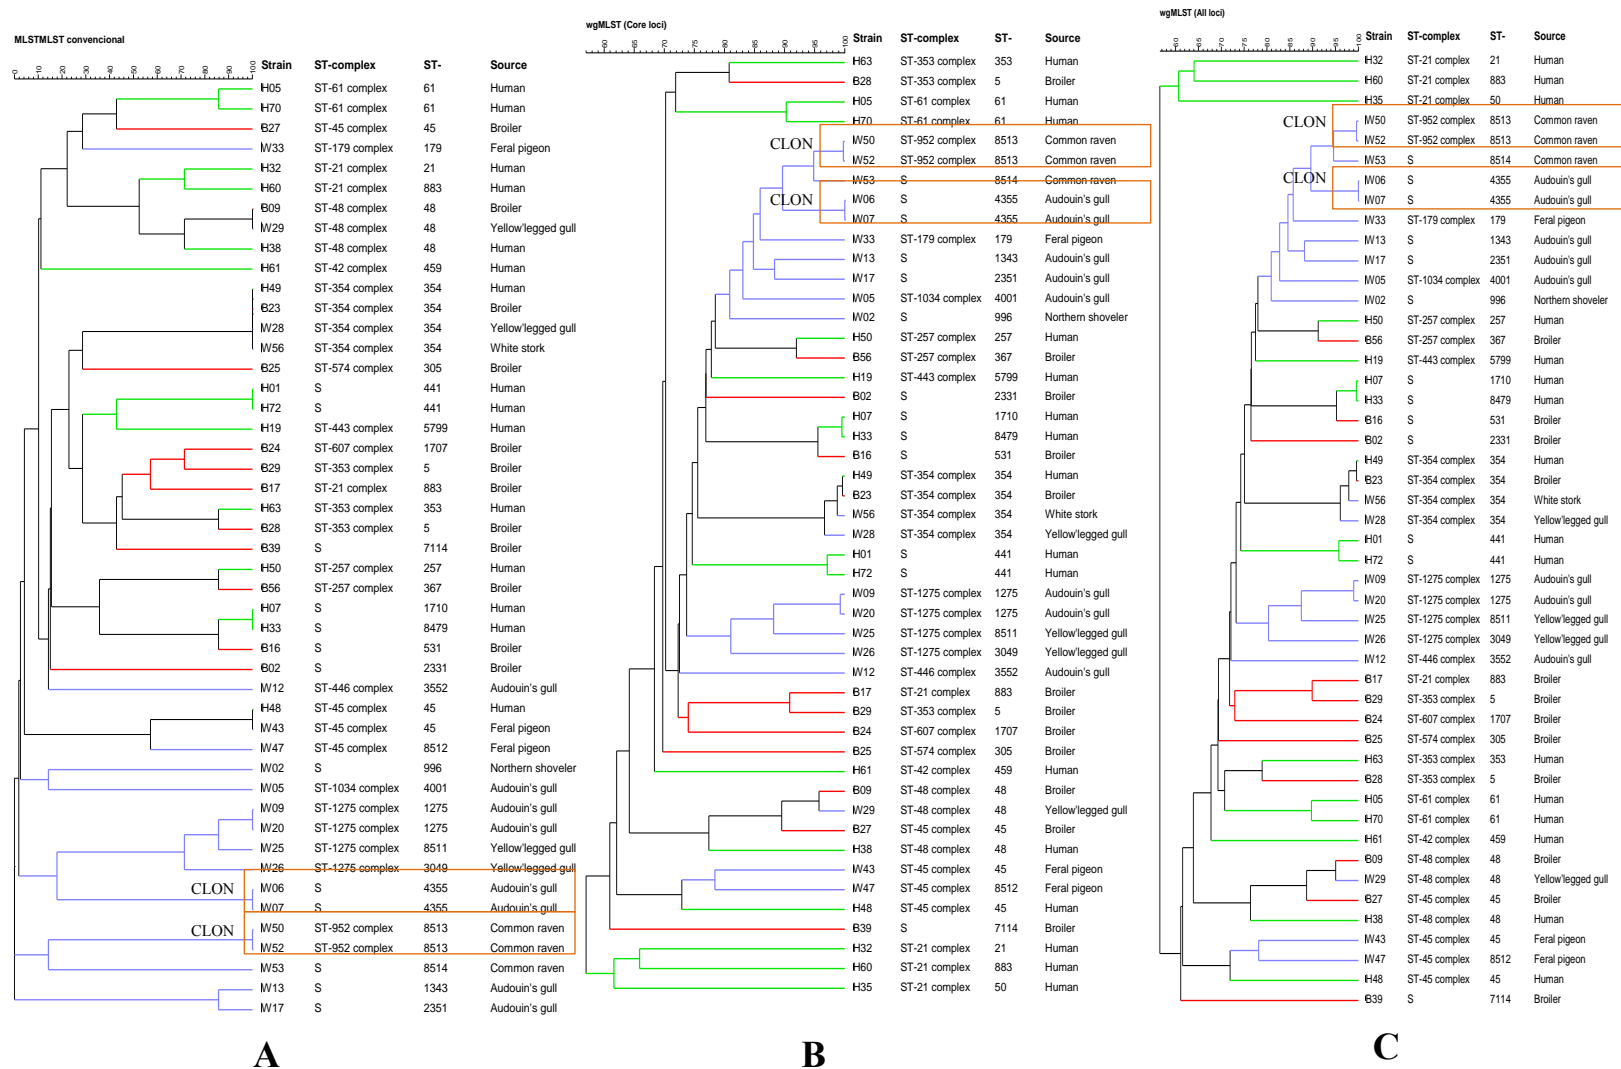 MLSTMLST convencional
0 10 20 30 40 50 60 70 80 90 100
Strain ST-complex ST- Source
H05 ST-61 complex 61 Human
H70 ST-61 complex 61 Human
B27 ST-45 complex 45 Broiler
W33 ST-179 complex 179 Feral pigeon
H32 ST-21 complex 21 Human
H60 ST-21 complex 883 Human
B09 ST-48 complex 48 Broiler
W29 ST-48 complex 48 Yellow'legged gull
H38 ST-48 complex 48 Human
H61 ST-42 complex 459 Human
H49 ST-354 complex 354 Human
B23 ST-354 complex 354 Broiler
W28 ST-354 complex 354 Yellow'legged gull
W56 ST-354 complex 354 White stork
B25 ST-574 complex 305 Broiler
H01 S 441 Human
H72 S 441 Human
H19 ST-443 complex 5799 Human
B24 ST-607 complex 1707 Broiler
B29 ST-353 complex 5 Broiler
B17 ST-21 complex 883 Broiler
H63 ST-353 complex 353 Human
B28 ST-353 complex 5 Broiler
B39 S 7114 Broiler
H50 ST-257 complex 257 Human
B56 ST-257 complex 367 Broiler
H07 S 1710 Human
H33 S 8479 Human
B16 S 531 Broiler
B02 S 2331 Broiler
W12 ST-446 complex 3552 Audouin's gull
H48 ST-45 complex 45 Human
W43 ST-45 complex 45 Feral pigeon
W47 ST-45 complex 8512 Feral pigeon
W02 S 996 Northern shoveler
W05 ST-1034 complex 4001 Audouin's gull
W09 ST-1275 complex 1275 Audouin's gull
W20 ST-1275 complex 1275 Audouin's gull
W25 ST-1275 complex 8511 Yellow'legged gull
W26 ST-1275 complex 3049 Yellow'legged gull
CLON W06 S 4355 Audouin's gull
W07 S 4355 Audouin's gull
CLON W50 ST-952 complex 8513 Common raven
W52 ST-952 complex 8513 Common raven
W53 S 8514 Common raven
W13 S 1343 Audouin's gull
W17 S 2351 Audouin's gull
A
wgMLST (Core loci)
60 65 70 75 80 85 90 95 100
Strain ST-complex ST- Source
H63 ST-353 complex 353 Human
B28 ST-353 complex 5 Broiler
H05 ST-61 complex 61 Human
H70 ST-61 complex 61 Human
CLON W50 ST-952 complex 8513 Common raven
W52 ST-952 complex 8513 Common raven
W53 S 8514 Common raven
CLON W06 S 4355 Audouin's gull
W07 S 4355 Audouin's gull
W33 ST-179 complex 179 Feral pigeon
W13 S 1343 Audouin's gull
W17 S 2351 Audouin's gull
W05 ST-1034 complex 4001 Audouin's gull
W02 S 996 Northern shoveler
H50 ST-257 complex 257 Human
B56 ST-257 complex 367 Broiler
H19 ST-443 complex 5799 Human
B02 S 2331 Broiler
H07 S 1710 Human
H33 S 8479 Human
B16 S 531 Broiler
H49 ST-354 complex 354 Human
B23 ST-354 complex 354 Broiler
W56 ST-354 complex 354 White stork
W28 ST-354 complex 354 Yellow'legged gull
H01 S 441 Human
H72 S 441 Human
W09 ST-1275 complex 1275 Audouin's gull
W20 ST-1275 complex 1275 Audouin's gull
W25 ST-1275 complex 8511 Yellow'legged gull
W26 ST-1275 complex 3049 Yellow'legged gull
W12 ST-446 complex 3552 Audouin's gull
B17 ST-21 complex 883 Broiler
B29 ST-353 complex 5 Broiler
B24 ST-607 complex 1707 Broiler
B25 ST-574 complex 305 Broiler
H61 ST-42 complex 459 Human
B09 ST-48 complex 48 Broiler
W29 ST-48 complex 48 Yellow'legged gull
B27 ST-45 complex 45 Broiler
H38 ST-48 complex 48 Human
W43 ST-45 complex 45 Feral pigeon
W47 ST-45 complex 8512 Feral pigeon
H48 ST-45 complex 45 Human
B39 S 7114 Broiler
H32 ST-21 complex 21 Human
H60 ST-21 complex 883 Human
H35 ST-21 complex 50 Human
B
wgMLST (All loci)
60 65 70 75 80 85 90 95 100
Strain ST-complex ST- Source
H32 ST-21 complex 21 Human
H60 ST-21 complex 883 Human
H35 ST-21 complex 50 Human
CLON W50 ST-952 complex 8513 Common raven
W52 ST-952 complex 8513 Common raven
W53 S 8514 Common raven
CLON W06 S 4355 Audouin's gull
W07 S 4355 Audouin's gull
W33 ST-179 complex 179 Feral pigeon
W13 S 1343 Audouin's gull
W17 S 2351 Audouin's gull
W05 ST-1034 complex 4001 Audouin's gull
W02 S 996 Northern shoveler
H50 ST-257 complex 257 Human
B56 ST-257 complex 367 Broiler
H19 ST-443 complex 5799 Human
H07 S 1710 Human
H33 S 8479 Human
B16 S 531 Broiler
B02 S 2331 Broiler
H49 ST-354 complex 354 Human
B23 ST-354 complex 354 Broiler
W56 ST-354 complex 354 White stork
W28 ST-354 complex 354 Yellow'legged gull
H01 S 441 Human
H72 S 441 Human
W09 ST-1275 complex 1275 Audouin's gull
W20 ST-1275 complex 1275 Audouin's gull
W25 ST-1275 complex 8511 Yellow'legged gull
W26 ST-1275 complex 3049 Yellow'legged gull
W12 ST-446 complex 3552 Audouin's gull
B17 ST-21 complex 883 Broiler
B29 ST-353 complex 5 Broiler
B24 ST-607 complex 1707 Broiler
B25 ST-574 complex 305 Broiler
H63 ST-353 complex 353 Human
B28 ST-353 complex 5 Broiler
H05 ST-61 complex 61 Human
H70 ST-61 complex 61 Human
H61 ST-42 complex 459 Human
B09 ST-48 complex 48 Broiler
W29 ST-48 complex 48 Yellow'legged gull
B27 ST-45 complex 45 Broiler
H38 ST-48 complex 48 Human
W43 ST-45 complex 45 Feral pigeon
W47 ST-45 complex 8512 Feral pigeon
H48 ST-45 complex 45 Human
B39 S 7114 Broiler
C